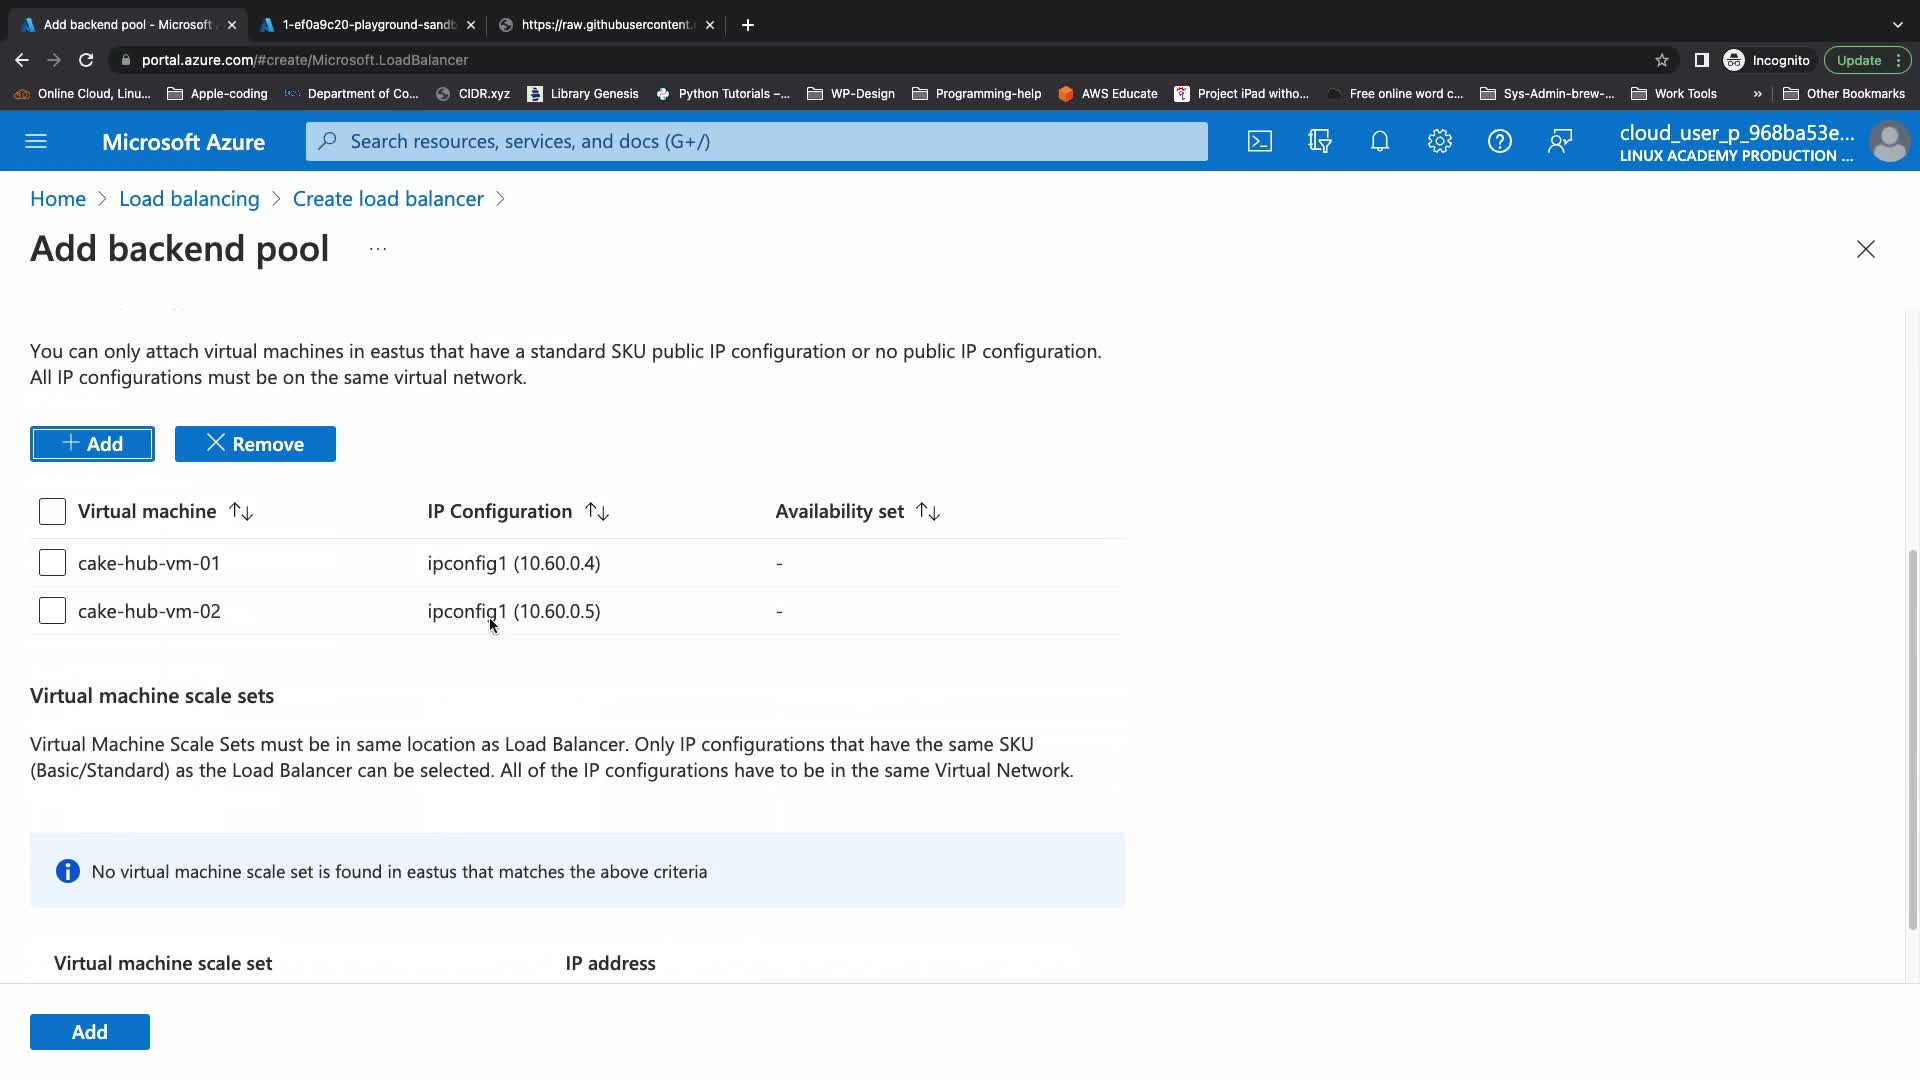 Add backend pool - Microsoft
1-ef0a9c20-playground-sandb
https://raw.githubusercontent.
portal.azure.com/#create/Microsoft.LoadBalancer
Incognito
Update
Online Cloud, Linu...
Apple-coding
Department of Co...
CIDR.xyz
Library Genesis
Python Tutorials –...
WP-Design
Programming-help
AWS Educate
Project iPad witho...
Free online word c...
Sys-Admin-brew-...
Work Tools
»
Other Bookmarks
Microsoft Azure
Search resources, services, and docs (G+/)
cloud_user_p_968ba53e...
LINUX ACADEMY PRODUCTION ...
Home > Load balancing > Create load balancer >
Add backend pool ...
You can only attach virtual machines in eastus that have a standard SKU public IP configuration or no public IP configuration.
All IP configurations must be on the same virtual network.
+ Add
Remove
Virtual machine ↑↓ IP Configuration ↑↓ Availability set ↑↓
cake-hub-vm-01 ipconfig1 (10.60.0.4) -
cake-hub-vm-02 ipconfig1 (10.60.0.5) -
Virtual machine scale sets
Virtual Machine Scale Sets must be in same location as Load Balancer. Only IP configurations that have the same SKU
(Basic/Standard) as the Load Balancer can be selected. All of the IP configurations have to be in the same Virtual Network.
No virtual machine scale set is found in eastus that matches the above criteria
Virtual machine scale set IP address
Add